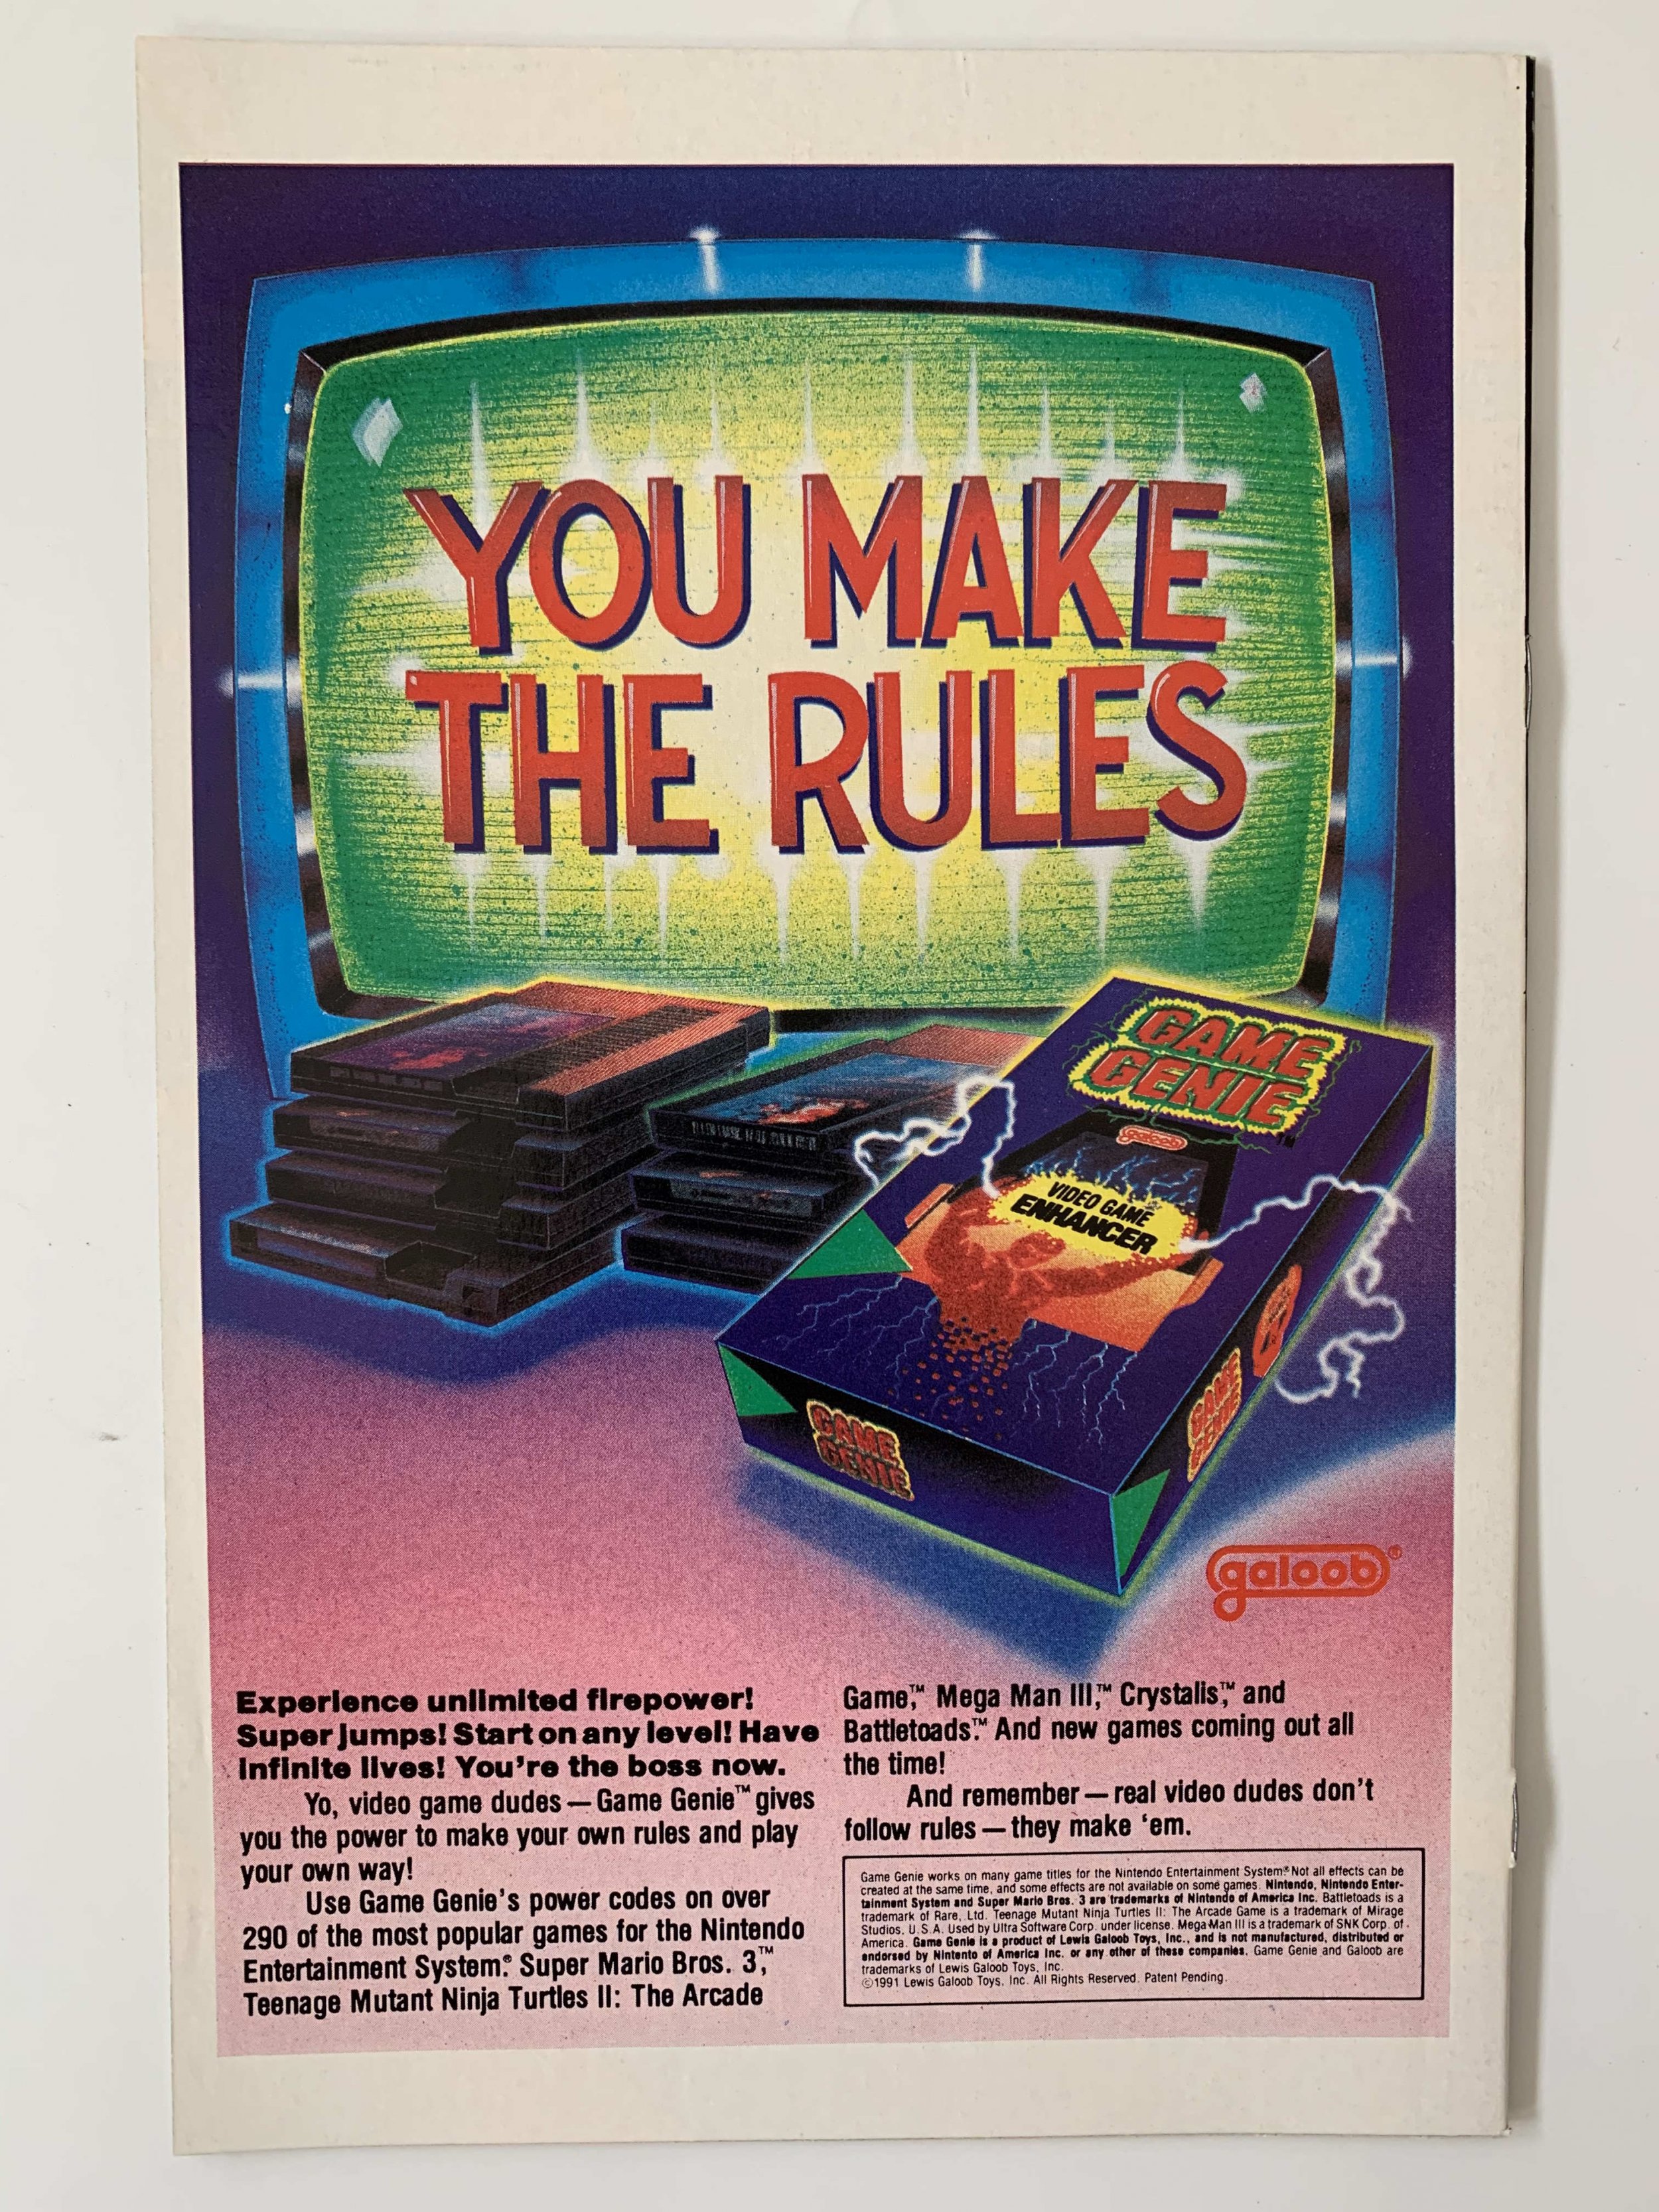 YOU MAKE
THE RULES
GAME
GENIE™
galoob
VIDEO GAME
ENHANCER
GAME
GENIE
GAME
GENIE
galoob®
Experience unlimited firepower!
Super Jumps! Start on any level! Have
infinite lives! You're the boss now.
Yo, video game dudes — Game Genie™ gives
you the power to make your own rules and play
your own way!
Use Game Genie's power codes on over
290 of the most popular games for the Nintendo
Entertainment System.® Super Mario Bros. 3,™
Teenage Mutant Ninja Turtles II: The Arcade
Game,™ Mega Man III,™ Crystalis,™ and
Battletoads.™ And new games coming out all
the time!
And remember — real video dudes don't
follow rules — they make 'em.
Game Genie works on many game titles for the Nintendo Entertainment System.® Not all effects can be
created at the same time, and some effects are not available on some games. Nintendo, Nintendo Enter-
tainment System and Super Mario Bros. 3 are trademarks of Nintendo of America Inc. Battletoads is a
trademark of Rare, Ltd. Teenage Mutant Ninja Turtles II: The Arcade Game is a trademark of Mirage
Studios, U.S.A. Used by Ultra Software Corp. under license. Mega Man III is a trademark of SNK Corp. of
America. Game Genie is a product of Lewis Galoob Toys, Inc., and is not manufactured, distributed or
endorsed by Nintento of America Inc. or any other of these companies. Game Genie and Galoob are
trademarks of Lewis Galoob Toys, Inc.
©1991 Lewis Galoob Toys, Inc. All Rights Reserved. Patent Pending.